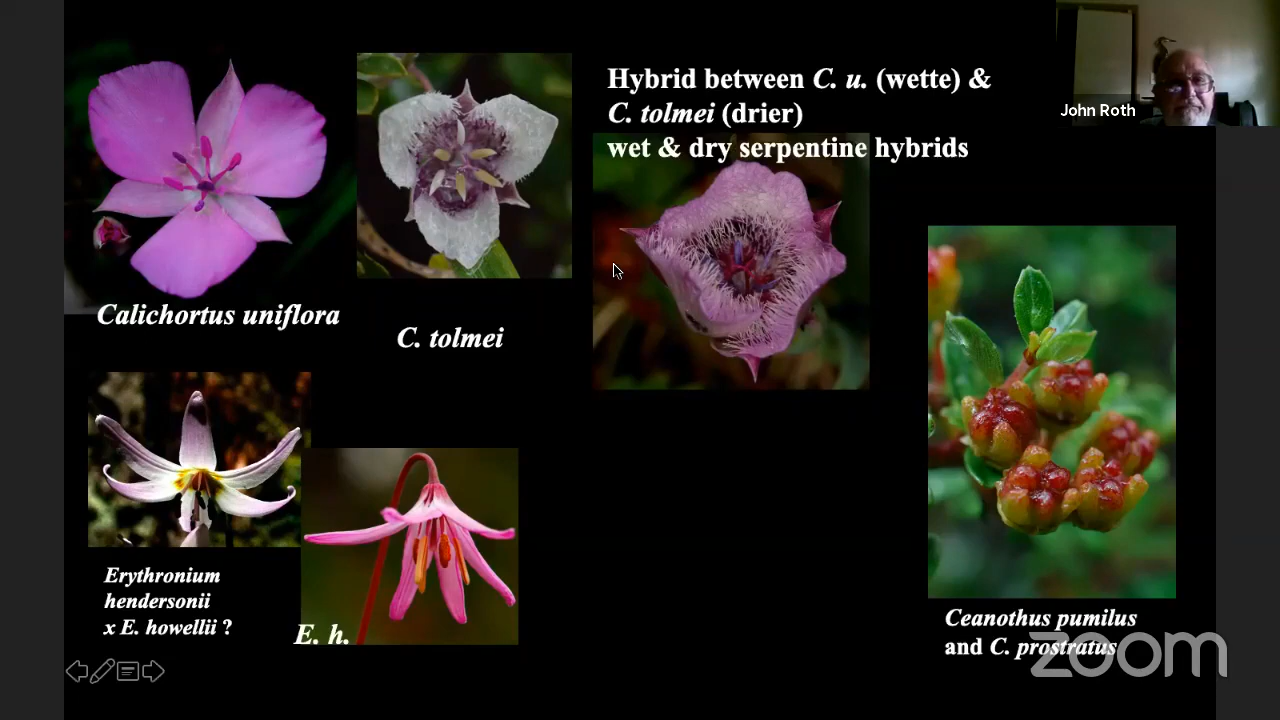 Hybrid between C. u. (wette) &
C. tolmei (drier)
wet & dry serpentine hybrids
John Roth
Calichortus uniflora
C. tolmei
Erythronium
hendersonii
x E. howellii ?
E. h.
Ceanothus pumilus
and C. prostratus
zoom